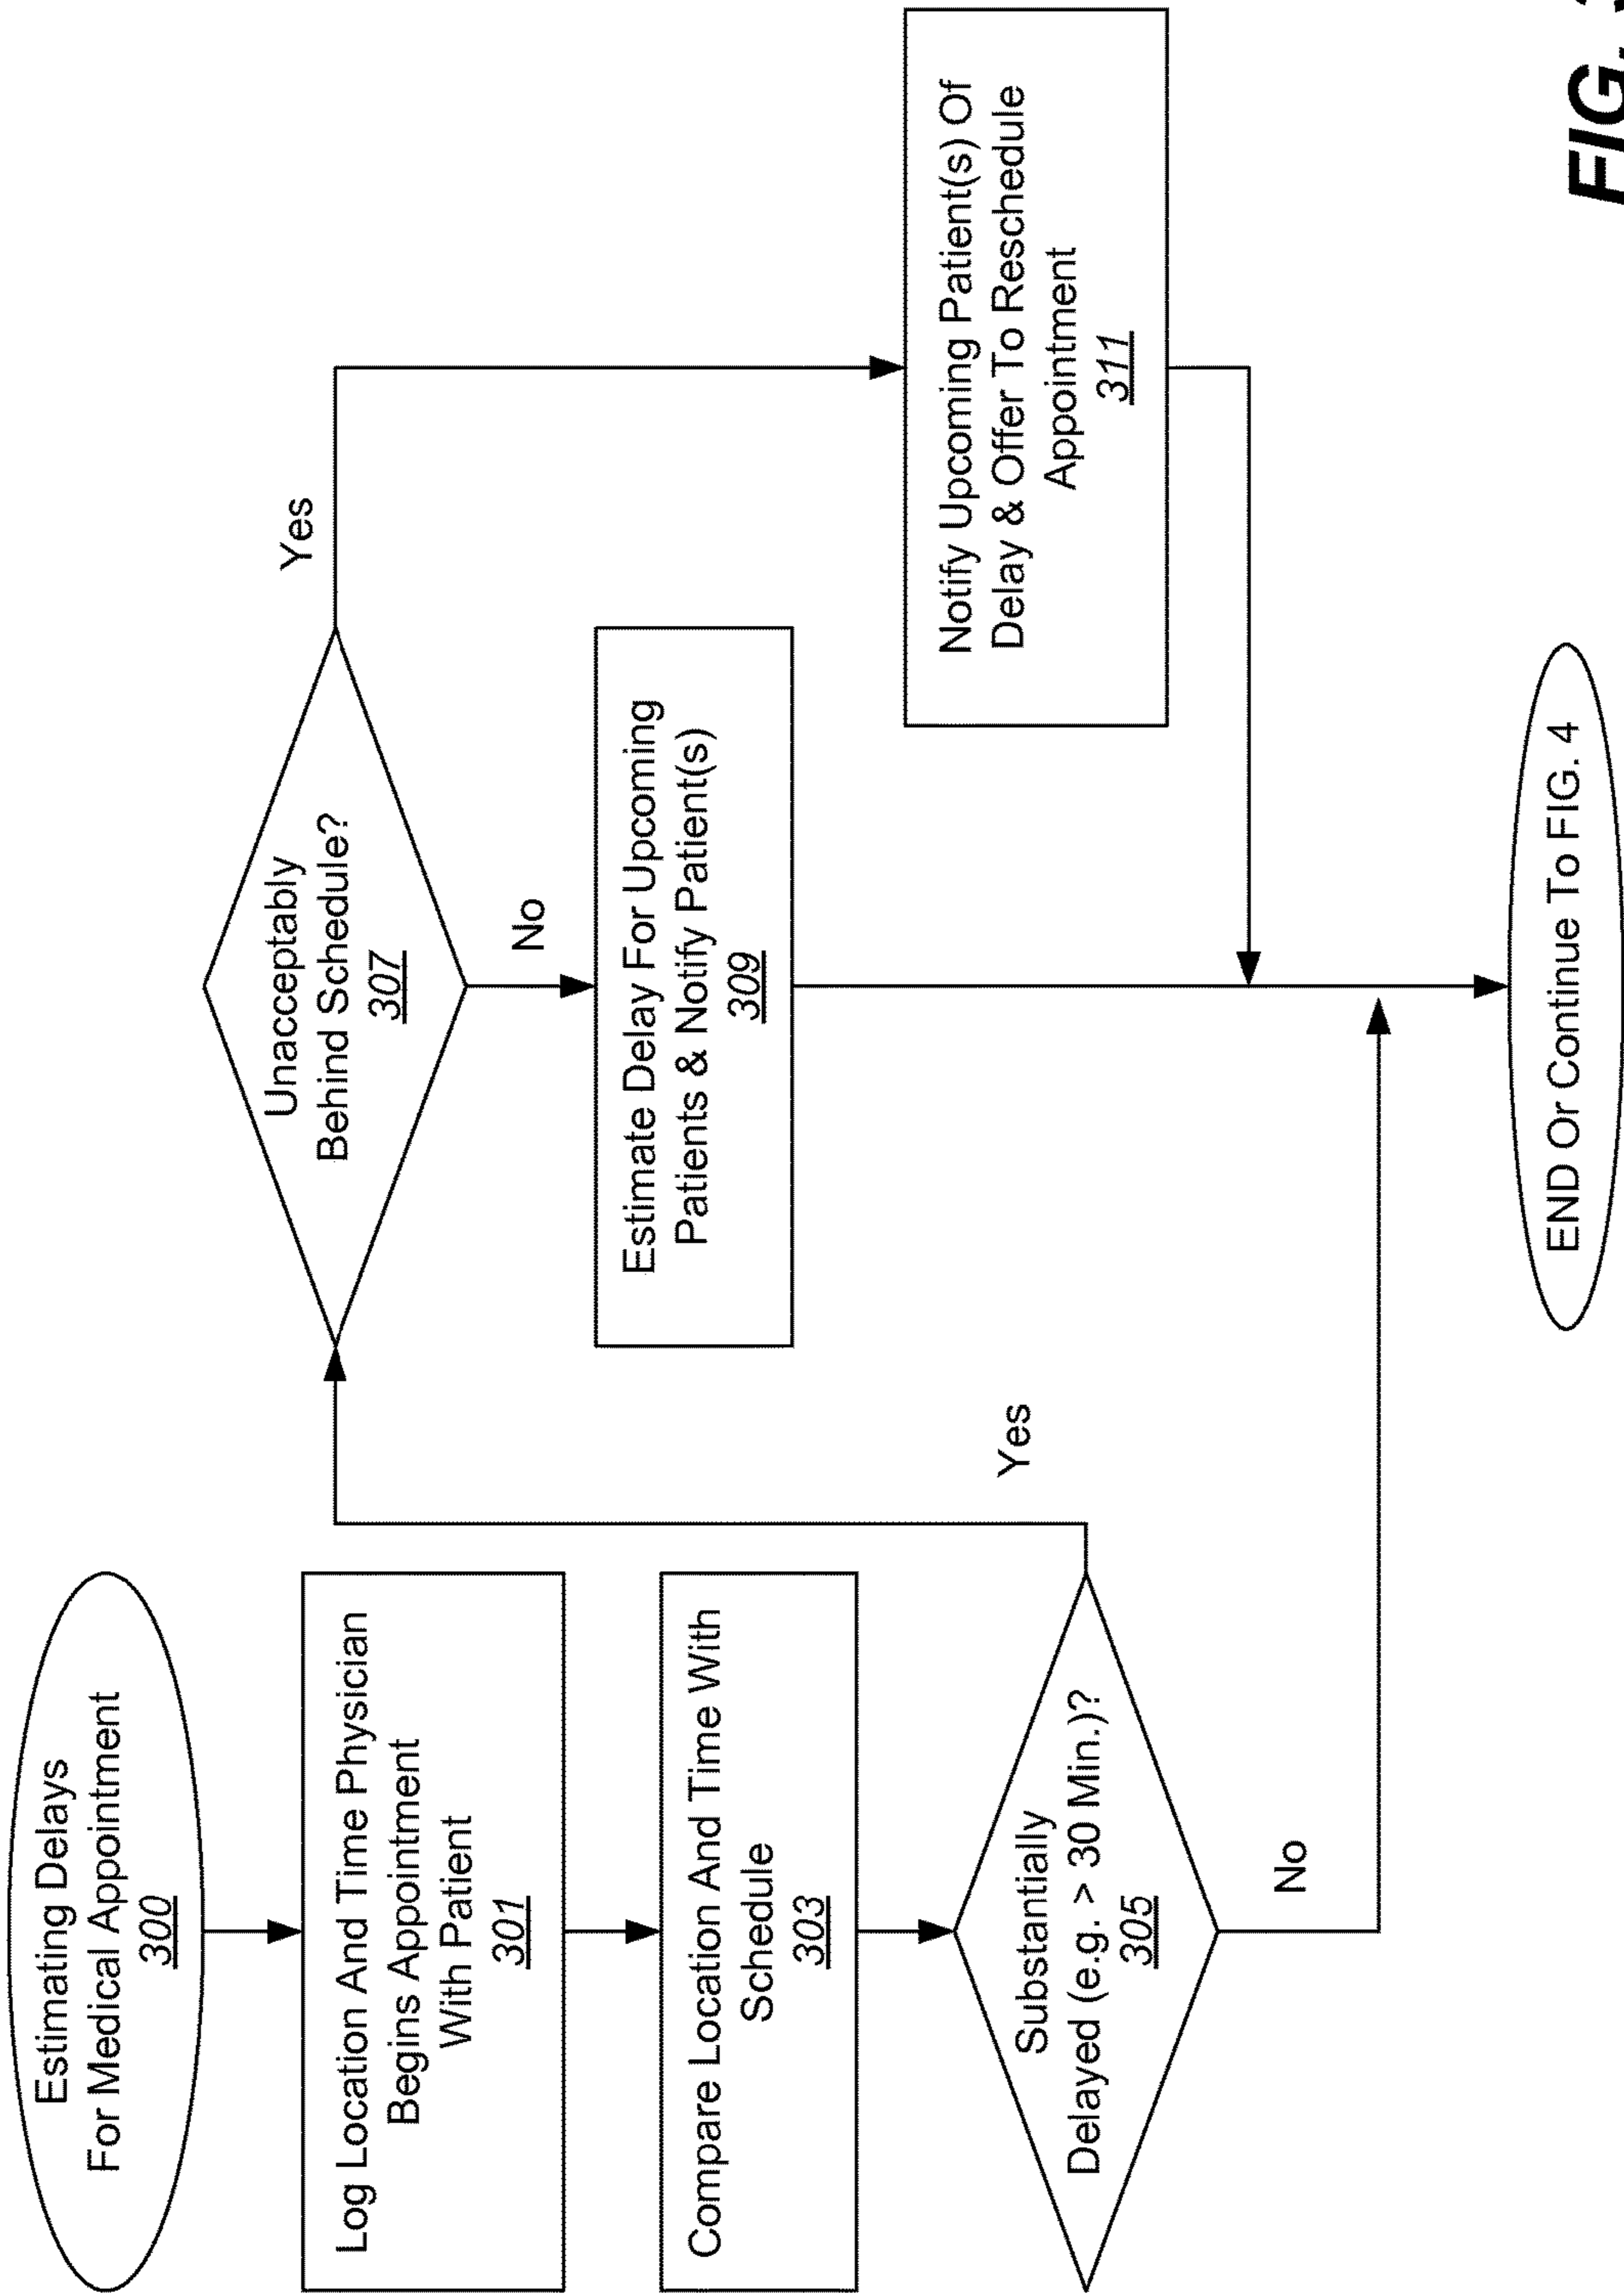 Estimating Delays
For Medical Appointment
300
Log Location And Time Physician
Begins Appointment
With Patient
301
Compare Location And Time With
Schedule
303
Substantially
Delayed (e.g. > 30 Min.)?
305
Yes
No
Unacceptably
Behind Schedule?
307
Yes
No
Estimate Delay For Upcoming
Patients & Notify Patient(s)
309
Notify Upcoming Patient(s) Of
Delay & Offer To Reschedule
Appointment
311
END Or Continue To FIG. 4
FIG.